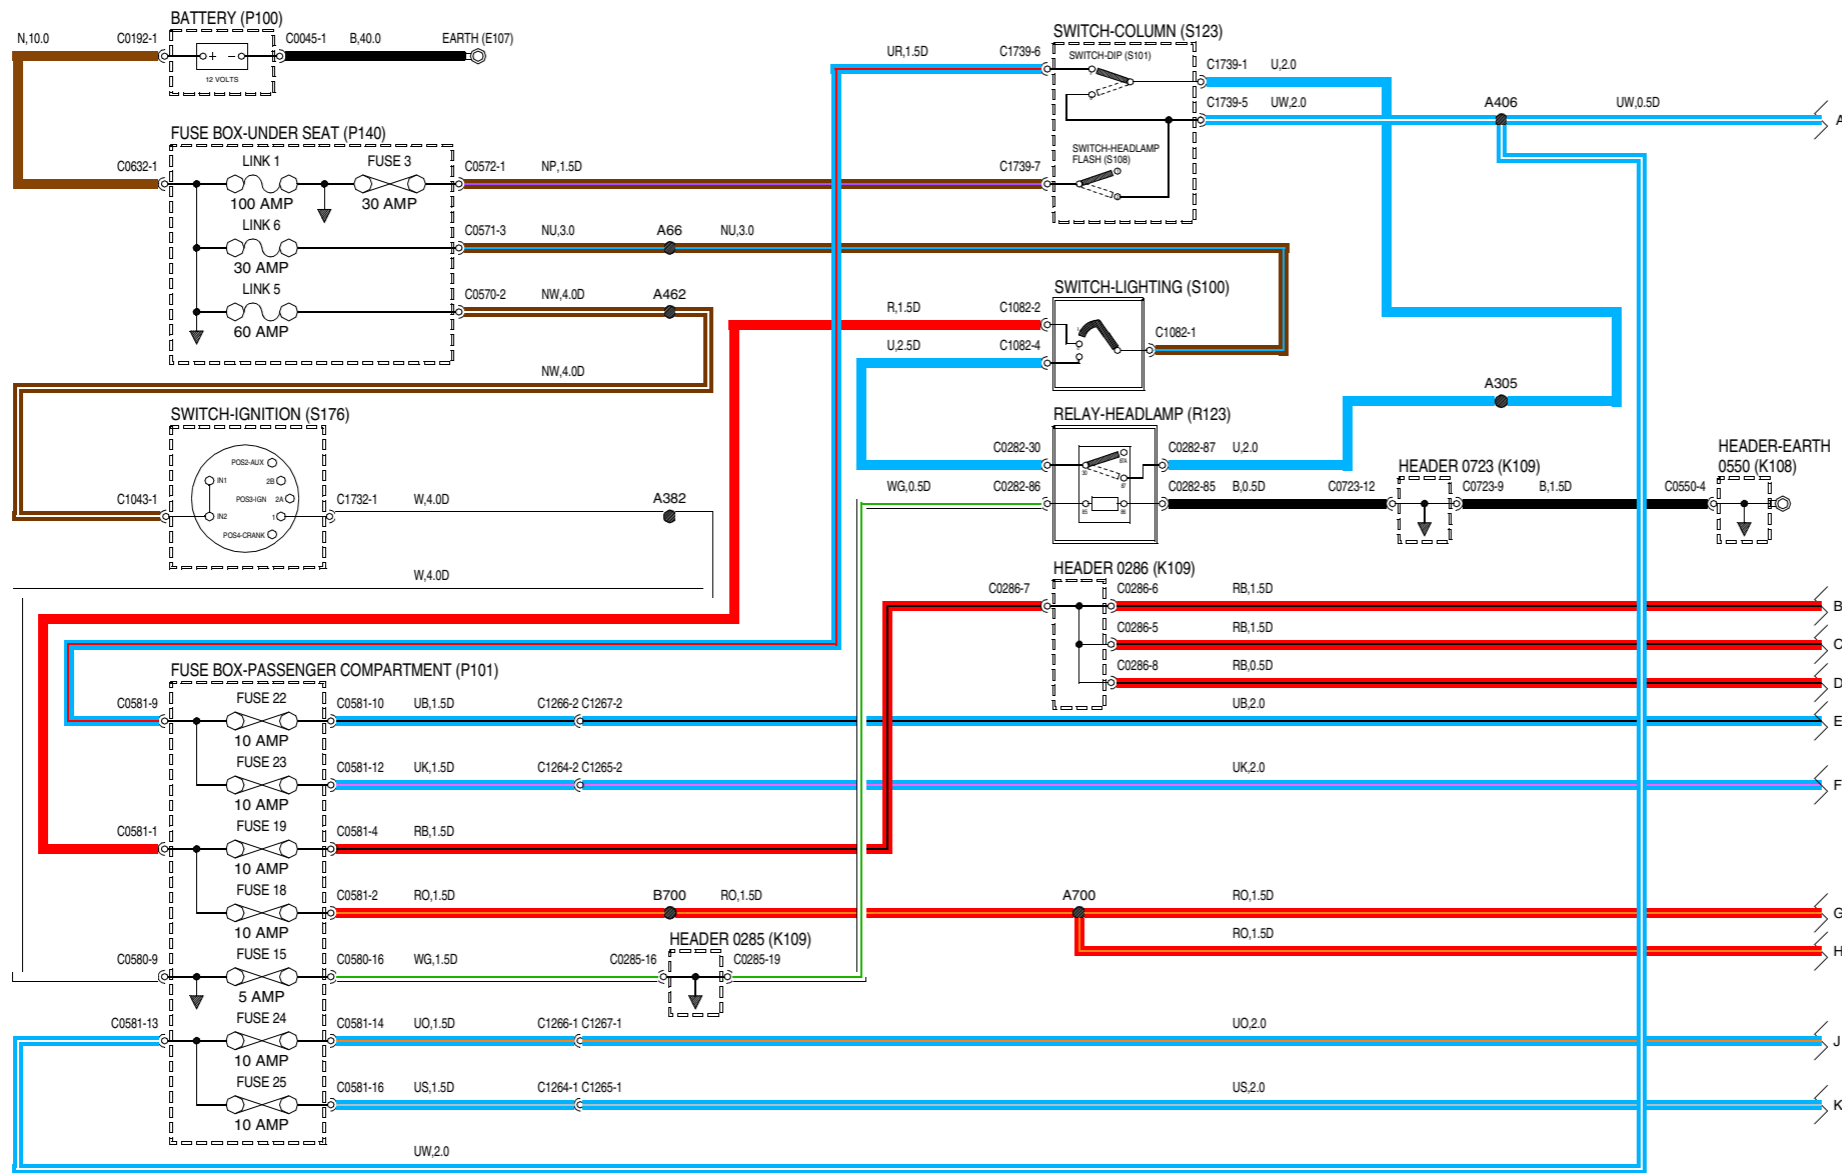 BATTERY (P100)
N,10.0
C0192-1
C0045-1
B,40.0
EARTH (E107)
+ −
12 VOLTS
FUSE BOX-UNDER SEAT (P140)
C0632-1
LINK 1
100 AMP
FUSE 3
30 AMP
C0572-1
NP,1.5D
LINK 6
30 AMP
C0571-3
NU,3.0
A66
NU,3.0
LINK 5
60 AMP
C0570-2
NW,4.0D
A462
NW,4.0D
SWITCH-IGNITION (S176)
C1043-1
POS2-AUX
IN1
2B
POS3-IGN
2A
IN2
1
POS4-CRANK
C1732-1
W,4.0D
A382
W,4.0D
SWITCH-COLUMN (S123)
UR,1.5D
C1739-6
SWITCH-DIP (S101)
C1739-1
U,2.0
C1739-5
UW,2.0
A406
UW,0.5D
A
SWITCH-HEADLAMP
FLASH (S108)
C1739-7
SWITCH-LIGHTING (S100)
R,1.5D
C1082-2
U,2.5D
C1082-4
C1082-1
A305
RELAY-HEADLAMP (R123)
C0282-30
C0282-87
U,2.0
WG,0.5D
C0282-86
C0282-85
B,0.5D
C0723-12
HEADER 0723 (K109)
C0723-9
B,1.5D
C0550-4
HEADER-EARTH
0550 (K108)
30
87A
87
85
86
HEADER 0286 (K109)
C0286-7
C0286-6
RB,1.5D
B
C0286-5
RB,1.5D
C
C0286-8
RB,0.5D
D
FUSE BOX-PASSENGER COMPARTMENT (P101)
C0581-9
FUSE 22
10 AMP
C0581-10
UB,1.5D
C1266-2 C1267-2
UB,2.0
E
FUSE 23
10 AMP
C0581-12
UK,1.5D
C1264-2 C1265-2
UK,2.0
F
C0581-1
FUSE 19
10 AMP
C0581-4
RB,1.5D
FUSE 18
10 AMP
C0581-2
RO,1.5D
B700
RO,1.5D
A700
RO,1.5D
G
RO,1.5D
H
C0580-9
FUSE 15
5 AMP
C0580-16
WG,1.5D
C0285-16
HEADER 0285 (K109)
C0285-19
C0581-13
FUSE 24
10 AMP
C0581-14
UO,1.5D
C1266-1 C1267-1
UO,2.0
J
FUSE 25
10 AMP
C0581-16
US,1.5D
C1264-1 C1265-1
US,2.0
K
UW,2.0